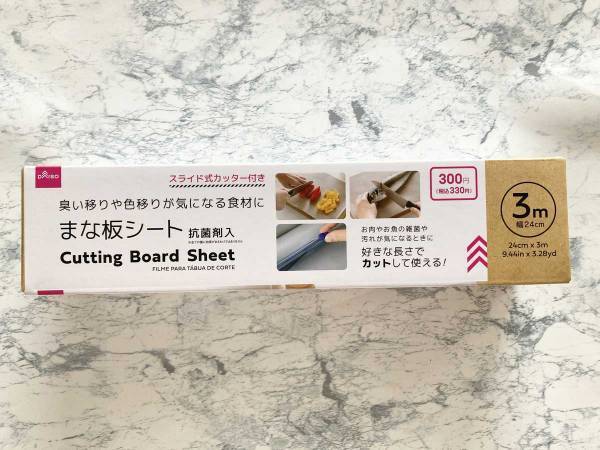 DAISO
スライド式カッター付き
臭い移りや色移りが気になる食材に
まな板シート 抗菌剤入
Cutting Board Sheet
FILME PARA TÁBUA DE CORTE
お肉やお魚の雑菌や
汚れが気になるときに
好きな長さで
カットして使える!
300円
(税込330円)
3m
幅24cm
24cm x 3m
9.44in x 3.28yd